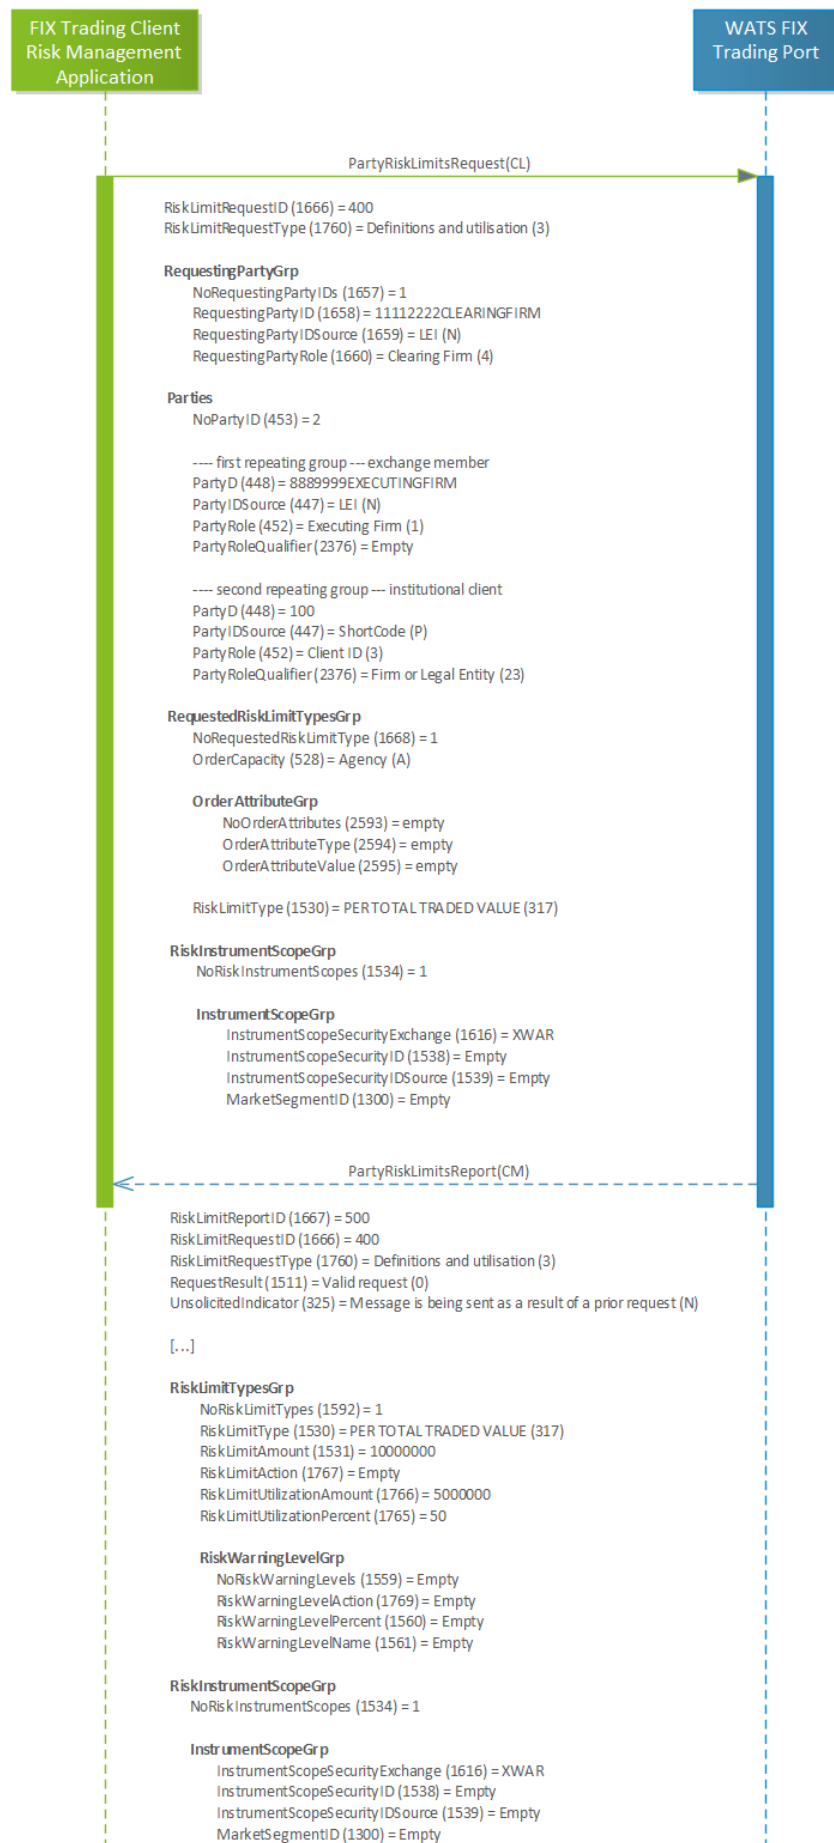 FIX Trading Client
Risk Management
Application
WATS FIX
Trading Port
PartyRiskLimitsRequest(CL)
RiskLimitRequestID (1666) = 400
RiskLimitRequestType (1760) = Definitions and utilisation (3)
RequestingPartyGrp
NoRequestingPartyIDs (1657) = 1
RequestingPartyID (1658) = 11112222CLEARINGFIRM
RequestingPartyIDSource (1659) = LEI (N)
RequestingPartyRole (1660) = Clearing Firm (4)
Parties
NoPartyID (453) = 2
---- first repeating group --- exchange member
PartyD (448) = 8889999EXECUTINGFIRM
PartyIDSource (447) = LEI (N)
PartyRole (452) = Executing Firm (1)
PartyRoleQualifier (2376) = Empty
---- second repeating group --- institutional client
PartyD (448) = 100
PartyIDSource (447) = ShortCode (P)
PartyRole (452) = Client ID (3)
PartyRoleQualifier (2376) = Firm or Legal Entity (23)
RequestedRiskLimitTypesGrp
NoRequestedRiskLimitType (1668) = 1
OrderCapacity (528) = Agency (A)
OrderAttributeGrp
NoOrderAttributes (2593) = empty
OrderAttributeType (2594) = empty
OrderAttributeValue (2595) = empty
RiskLimitType (1530) = PER TOTAL TRADED VALUE (317)
RiskInstrumentScopeGrp
NoRiskInstrumentScopes (1534) = 1
InstrumentScopeGrp
InstrumentScopeSecurityExchange (1616) = XWAR
InstrumentScopeSecurityID (1538) = Empty
InstrumentScopeSecurityIDSource (1539) = Empty
MarketSegmentID (1300) = Empty
PartyRiskLimitsReport(CM)
RiskLimitReportID (1667) = 500
RiskLimitRequestID (1666) = 400
RiskLimitRequestType (1760) = Definitions and utilisation (3)
RequestResult (1511) = Valid request (0)
UnsolicitedIndicator (325) = Message is being sent as a result of a prior request (N)
[...]
RiskLimitTypesGrp
NoRiskLimitTypes (1592) = 1
RiskLimitType (1530) = PER TOTAL TRADED VALUE (317)
RiskLimitAmount (1531) = 10000000
RiskLimitAction (1767) = Empty
RiskLimitUtilizationAmount (1766) = 5000000
RiskLimitUtilizationPercent (1765) = 50
RiskWarningLevelGrp
NoRiskWarningLevels (1559) = Empty
RiskWarningLevelAction (1769) = Empty
RiskWarningLevelPercent (1560) = Empty
RiskWarningLevelName (1561) = Empty
RiskInstrumentScopeGrp
NoRiskInstrumentScopes (1534) = 1
InstrumentScopeGrp
InstrumentScopeSecurityExchange (1616) = XWAR
InstrumentScopeSecurityID (1538) = Empty
InstrumentScopeSecurityIDSource (1539) = Empty
MarketSegmentID (1300) = Empty